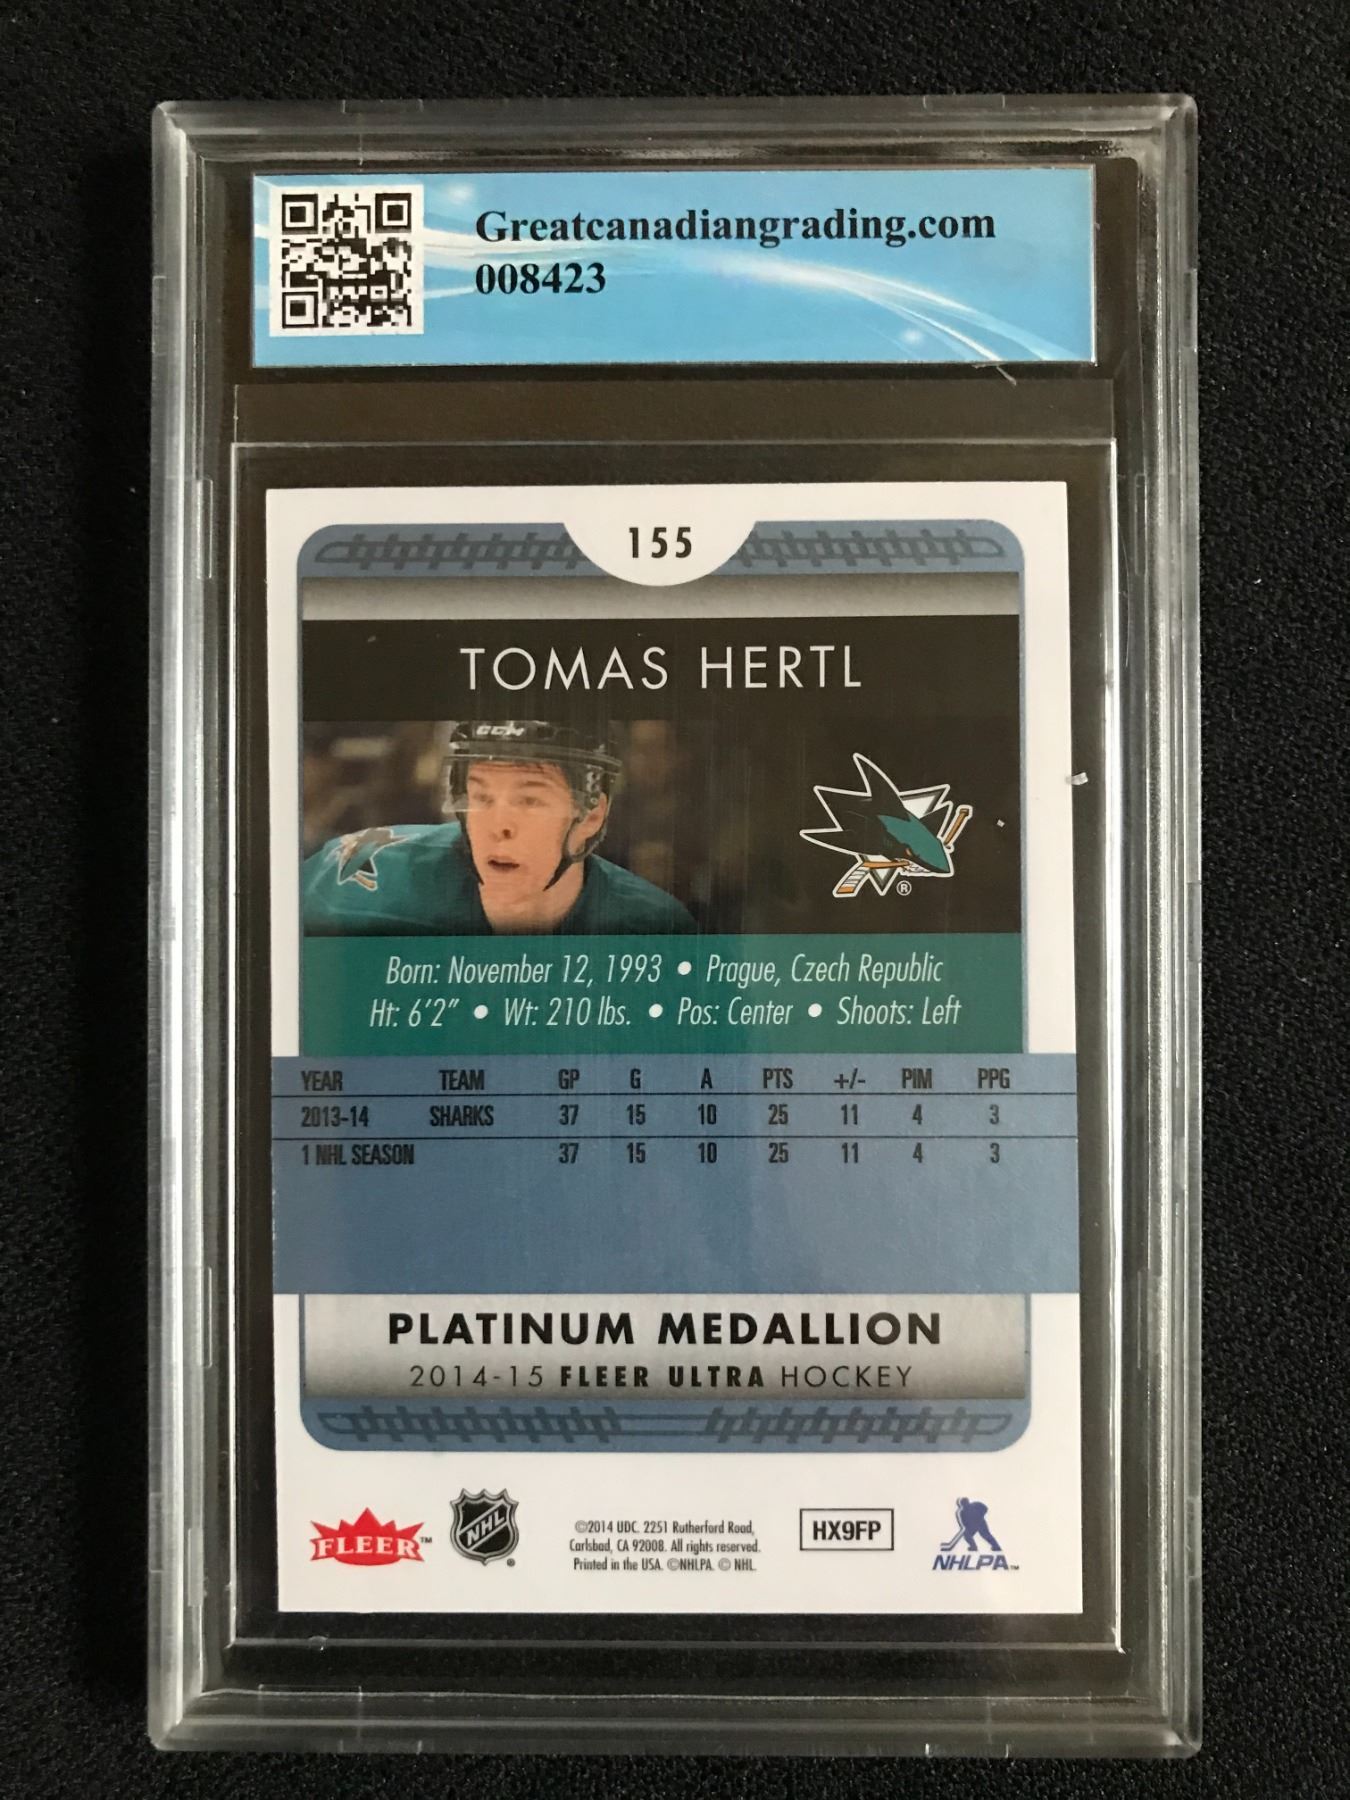 Greatcanadiangrading.com
008423
155
TOMAS HERTL
CCM
®
Born: November 12, 1993 • Prague, Czech Republic
Ht: 6'2" • Wt: 210 lbs. • Pos: Center • Shoots: Left
YEAR TEAM GP G A PTS +/- PIM PPG
2013-14 SHARKS 37 15 10 25 11 4 3
1 NHL SEASON 37 15 10 25 11 4 3
PLATINUM MEDALLION
2014-15 FLEER ULTRA HOCKEY
FLEER™
NHL
©2014 UDC. 2251 Rutherford Road,
Carlsbad, CA 92008. All rights reserved.
Printed in the USA. ©NHLPA. © NHL.
HX9FP
NHLPA™